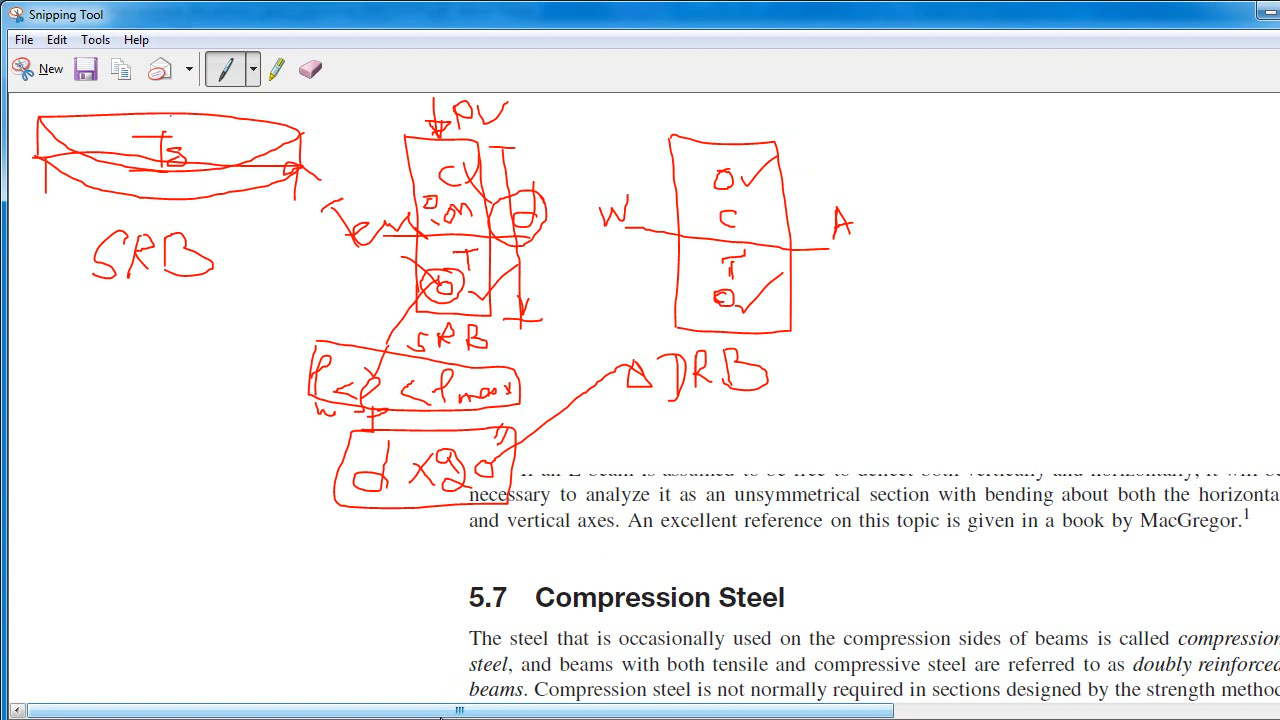 Snipping Tool
File Edit Tools Help
New
Ts
SRB
PV
C
T
T
SRB
W
A
O
C
T
O
DRB
ρ < ρ < ρmax
d x 90"
necessary to analyze it as an unsymmetrical section with bending about both the horizonta
and vertical axes. An excellent reference on this topic is given in a book by MacGregor.1
5.7 Compression Steel
The steel that is occasionally used on the compression sides of beams is called compression
steel, and beams with both tensile and compressive steel are referred to as doubly reinforced
beams. Compression steel is not normally required in sections designed by the strength method